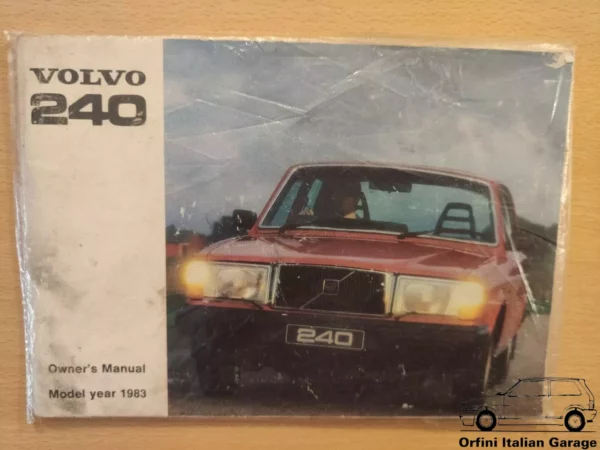 VOLVO
240
240
Owner's Manual
Model year 1983
Orfini Italian Garage